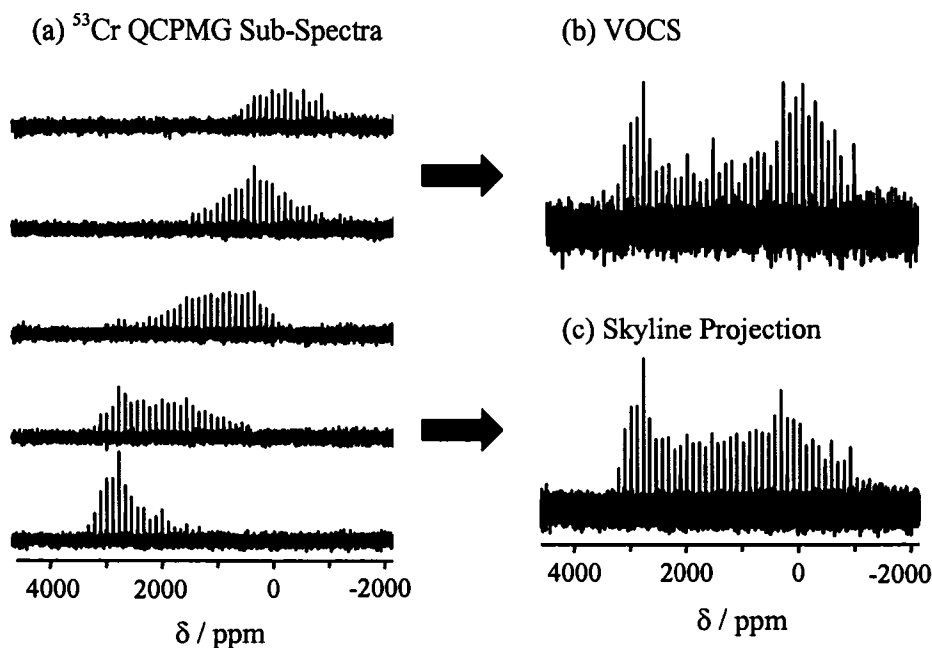 (a) ⁵³Cr QCPMG Sub-Spectra
(b) VOCS
(c) Skyline Projection
4000 2000 0 -2000
δ / ppm
4000 2000 0 -2000
δ / ppm